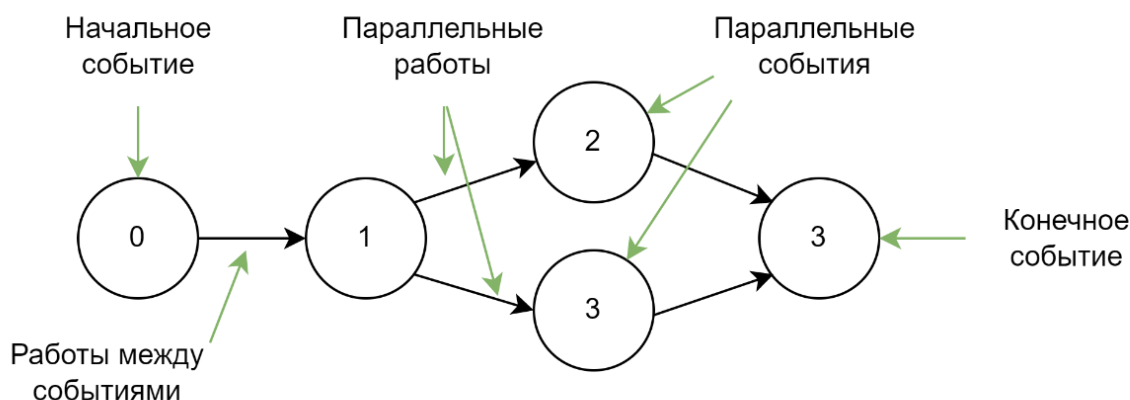 Начальное
событие
Параллельные
работы
Параллельные
события
2
0
1
3
3
Конечное
событие
Работы между
событиями